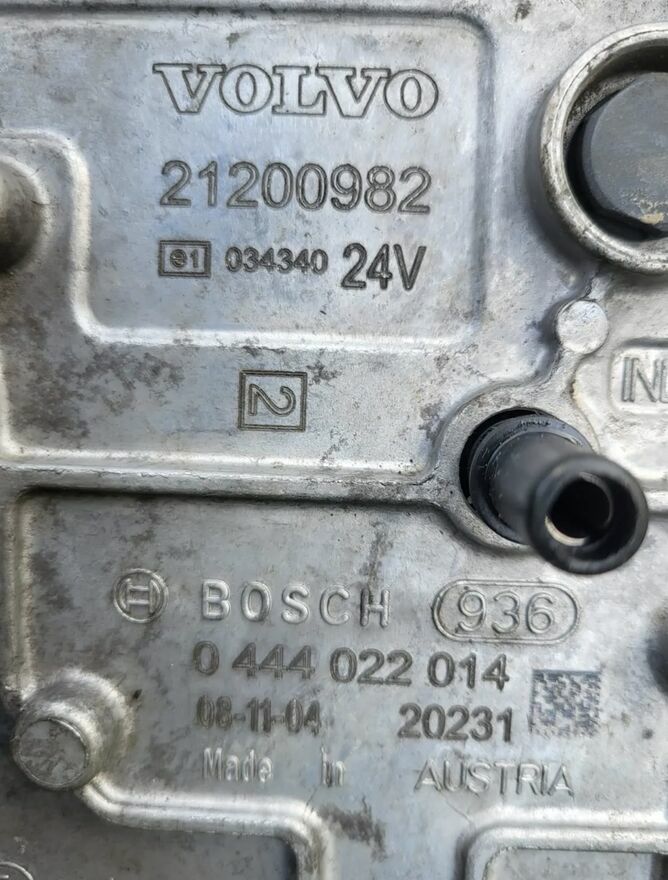 VOLVO
21200982
e1 034340 24V
IN
2
BOSCH 936
0 444 022 014
08-11-04 20231
Made in AUSTRIA